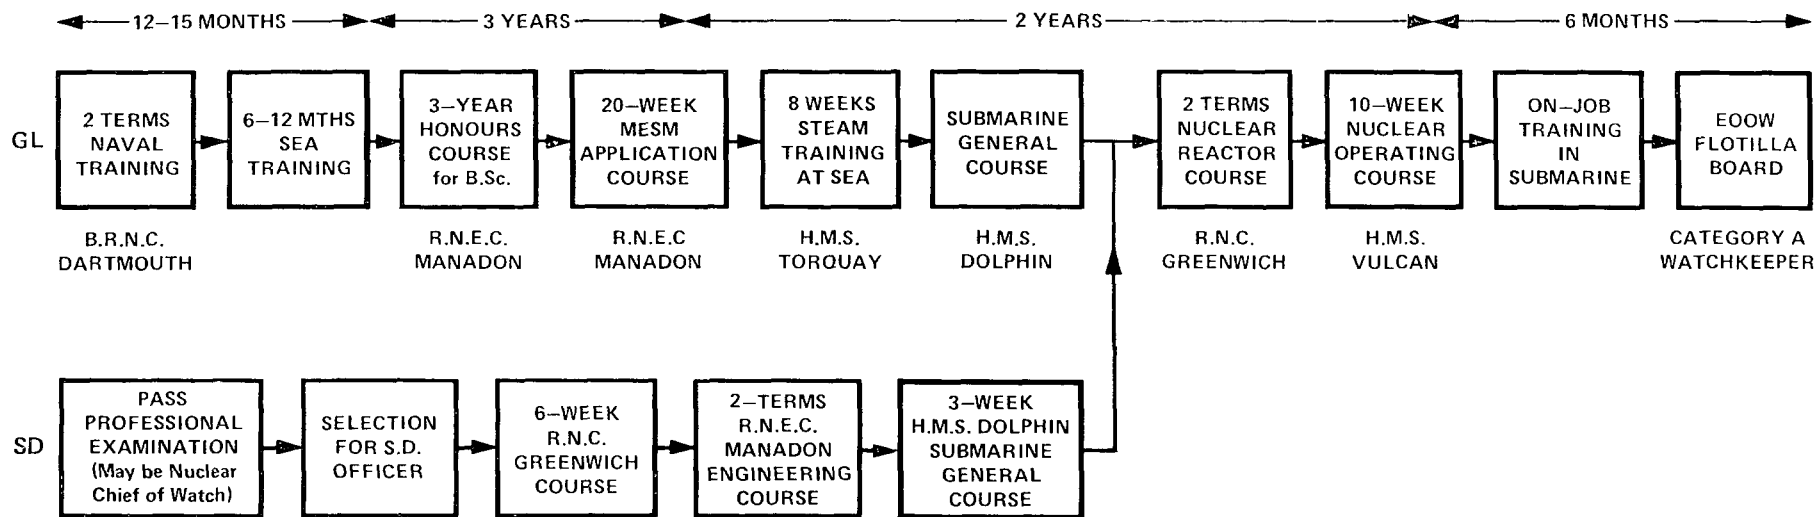 12–15 MONTHS
3 YEARS
2 YEARS
6 MONTHS
GL
2 TERMS
NAVAL
TRAINING
6–12 MTHS
SEA
TRAINING
3–YEAR
HONOURS
COURSE
for B.Sc.
20–WEEK
MESM
APPLICATION
COURSE
8 WEEKS
STEAM
TRAINING
AT SEA
SUBMARINE
GENERAL
COURSE
2 TERMS
NUCLEAR
REACTOR
COURSE
10–WEEK
NUCLEAR
OPERATING
COURSE
ON–JOB
TRAINING
IN
SUBMARINE
EOOW
FLOTILLA
BOARD
B.R.N.C.
DARTMOUTH
R.N.E.C.
MANADON
R.N.E.C
MANADON
H.M.S.
TORQUAY
H.M.S.
DOLPHIN
R.N.C.
GREENWICH
H.M.S.
VULCAN
CATEGORY A
WATCHKEEPER
SD
PASS
PROFESSIONAL
EXAMINATION
(May be Nuclear
Chief of Watch)
SELECTION
FOR S.D.
OFFICER
6–WEEK
R.N.C.
GREENWICH
COURSE
2–TERMS
R.N.E.C.
MANADON
ENGINEERING
COURSE
3–WEEK
H.M.S. DOLPHIN
SUBMARINE
GENERAL
COURSE